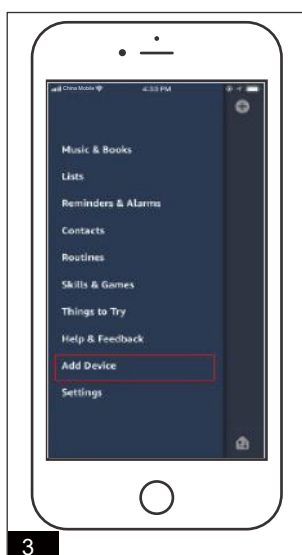 China Mobile 4:33 PM
Music & Books
Lists
Reminders & Alarms
Contacts
Routines
Skills & Games
Things to Try
Help & Feedback
Add Device
Settings
3